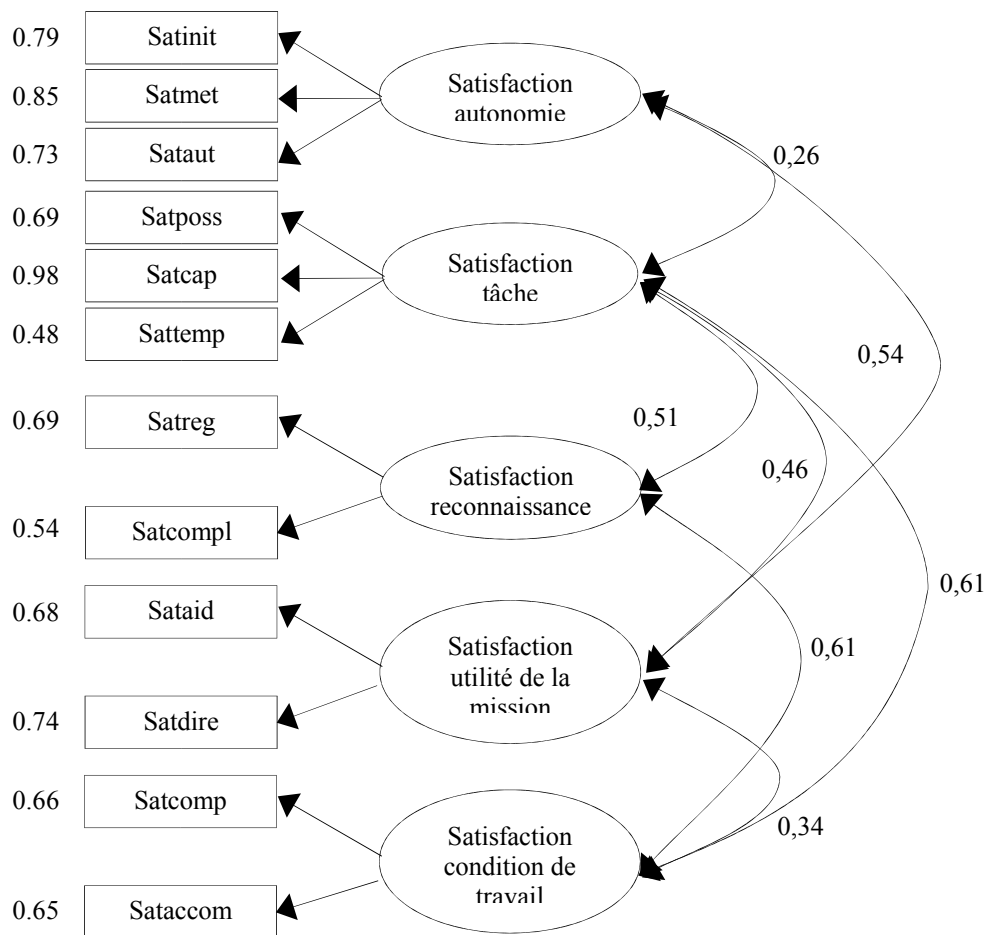 0.79 Satinit
0.85 Satmet
0.73 Sataut
Satisfaction
autonomie
0,26
0.69 Satposs
0.98 Satcap
0.48 Sattemp
Satisfaction
tâche
0,54
0,51
0,46
0.69 Satreg
0.54 Satcompl
Satisfaction
reconnaissance
0,61
0.68 Sataid
0.74 Satdire
Satisfaction
utilité de la
mission
0,61
0.66 Satcomp
0.65 Sataccom
Satisfaction
condition de
travail
0,34